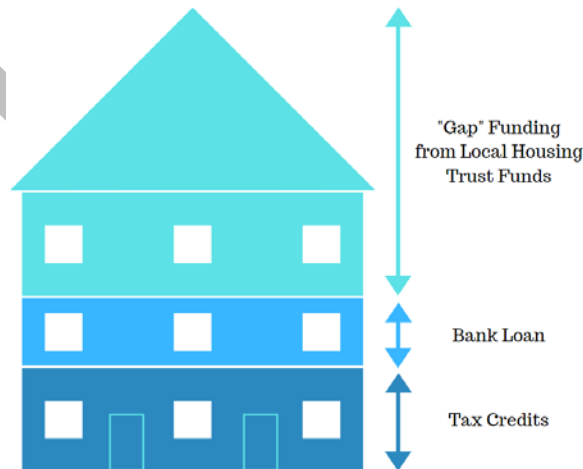 "Gap" Funding
from Local Housing
Trust Funds
Bank Loan
Tax Credits